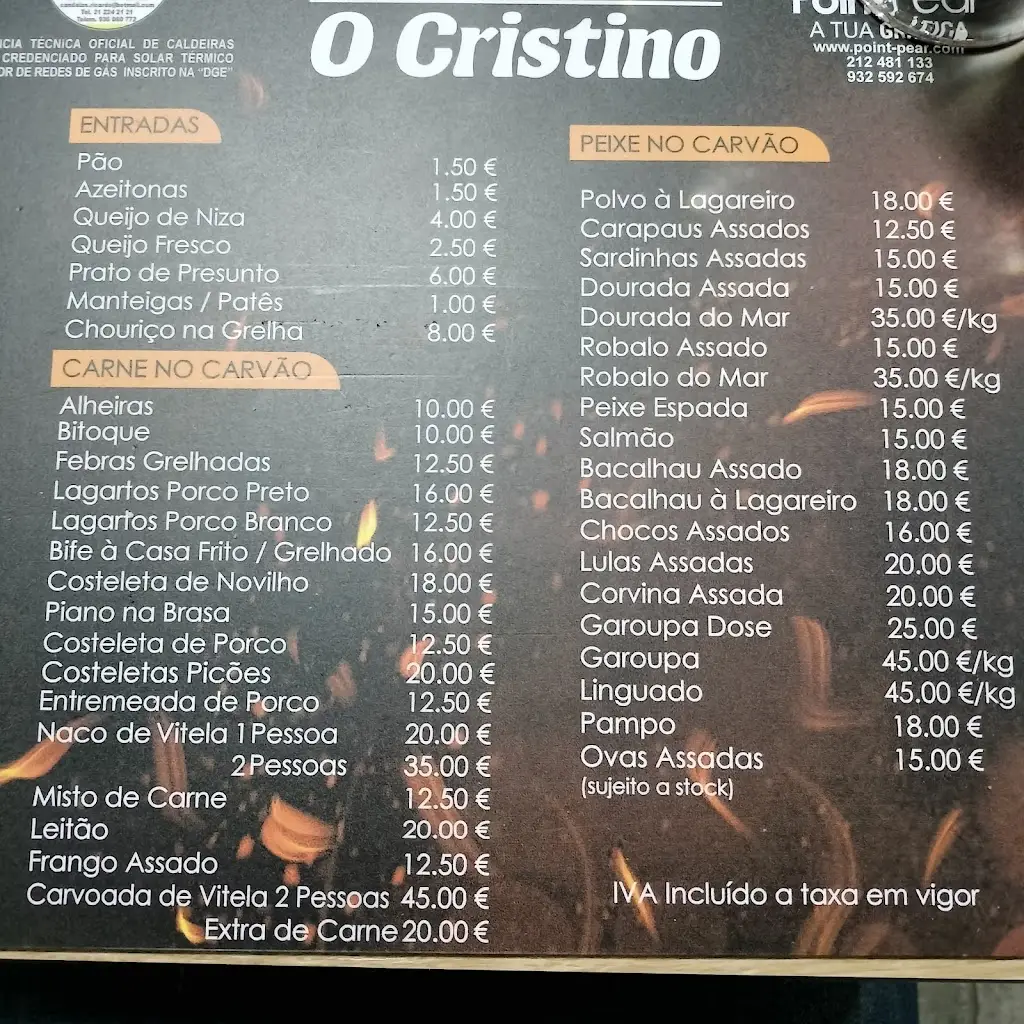 Tel. 21 224 21 21
Telem. 936 860 772
CIA TÉCNICA OFICIAL DE CALDEIRAS
CREDENCIADO PARA SOLAR TÉRMICO
OR DE REDES DE GÁS INSCRITO NA "DGE"
O Cristino
A TUA
www.point-pear.com
212 481 133
932 592 674
ENTRADAS
Pão 1.50 €
Azeitonas 1.50 €
Queijo de Niza 4.00 €
Queijo Fresco 2.50 €
Prato de Presunto 6.00 €
Manteigas / Patês 1.00 €
Chouriço na Grelha 8.00 €
CARNE NO CARVÃO
Alheiras 10.00 €
Bitoque 10.00 €
Febras Grelhadas 12.50 €
Lagartos Porco Preto 16.00 €
Lagartos Porco Branco 12.50 €
Bife à Casa Frito / Grelhado 16.00 €
Costeleta de Novilho 18.00 €
Piano na Brasa 15.00 €
Costeleta de Porco 12.50 €
Costeletas Picões 20.00 €
Entremeada de Porco 12.50 €
Naco de Vitela 1 Pessoa 20.00 €
2 Pessoas 35.00 €
Misto de Carne 12.50 €
Leitão 20.00 €
Frango Assado 12.50 €
Carvoada de Vitela 2 Pessoas 45.00 €
Extra de Carne 20.00 €
PEIXE NO CARVÃO
Polvo à Lagareiro 18.00 €
Carapaus Assados 12.50 €
Sardinhas Assadas 15.00 €
Dourada Assada 15.00 €
Dourada do Mar 35.00 €/kg
Robalo Assado 15.00 €
Robalo do Mar 35.00 €/kg
Peixe Espada 15.00 €
Salmão 15.00 €
Bacalhau Assado 18.00 €
Bacalhau à Lagareiro 18.00 €
Chocos Assados 16.00 €
Lulas Assadas 20.00 €
Corvina Assada 20.00 €
Garoupa Dose 25.00 €
Garoupa 45.00 €/kg
Linguado 45.00 €/kg
Pampo 18.00 €
Ovas Assadas 15.00 €
(sujeito a stock)
IVA Incluído a taxa em vigor